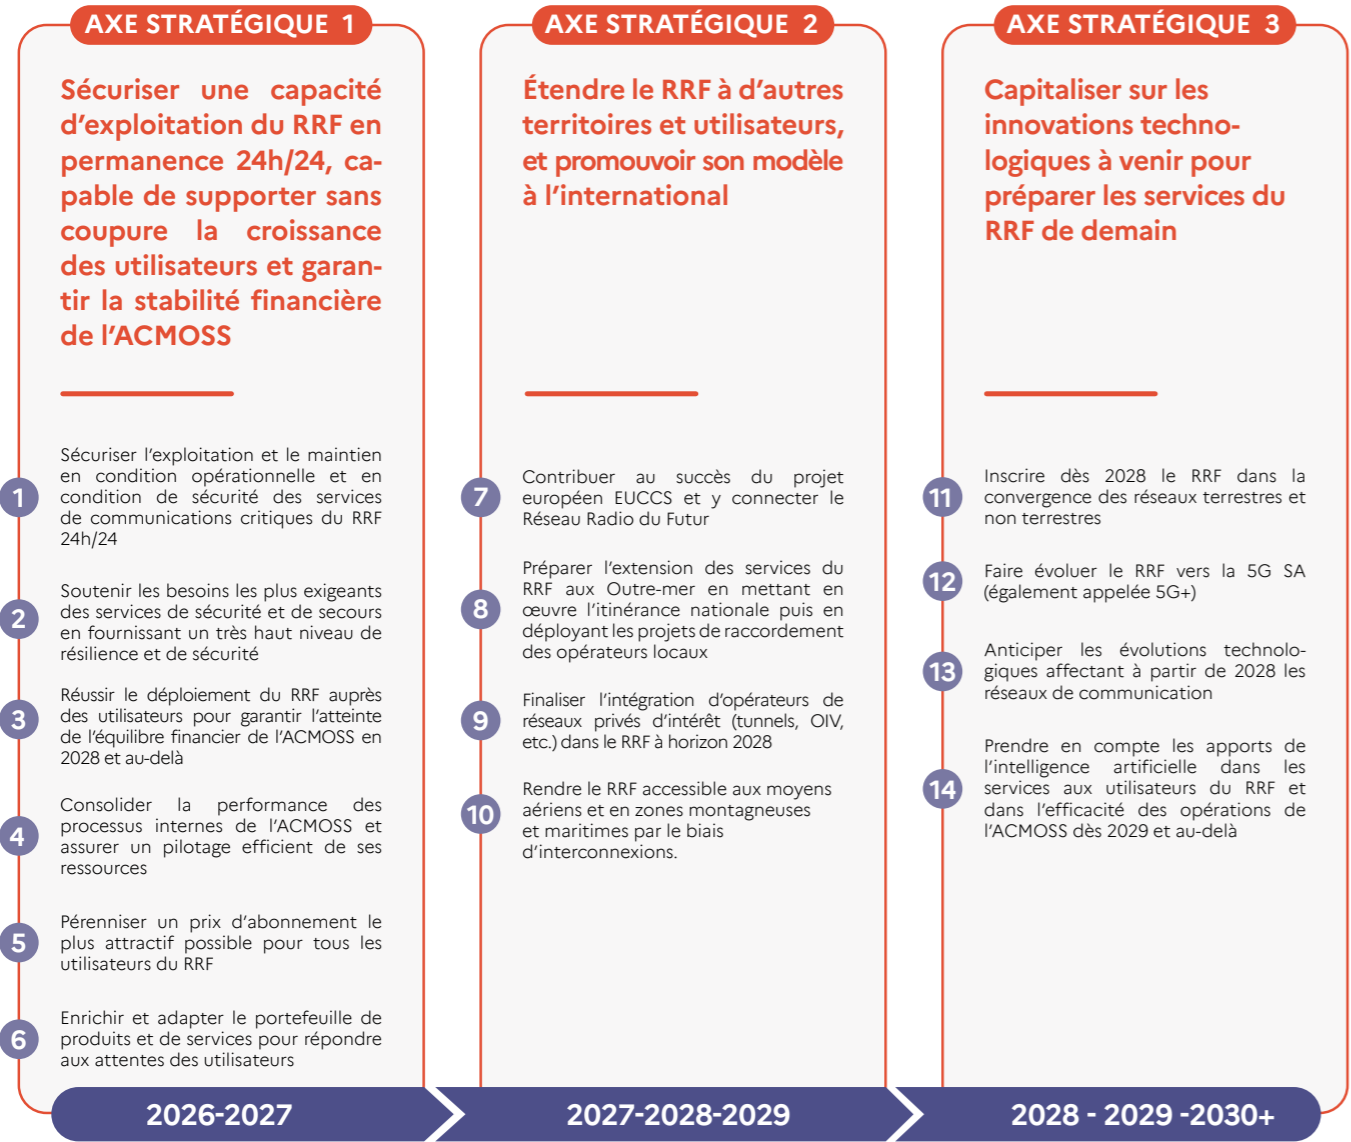 AXE STRATÉGIQUE 1
Sécuriser une capacité
d’exploitation du RRF en
permanence 24h/24, ca-
pable de supporter sans
coupure la croissance
des utilisateurs et garan-
tir la stabilité financière
de l’ACMOSS
1
Sécuriser l’exploitation et le maintien
en condition opérationnelle et en
condition de sécurité des services
de communications critiques du RRF
24h/24
2
Soutenir les besoins les plus exigeants
des services de sécurité et de secours
en fournissant un très haut niveau de
résilience et de sécurité
3
Réussir le déploiement du RRF auprès
des utilisateurs pour garantir l’atteinte
de l’équilibre financier de l’ACMOSS en
2028 et au-delà
4
Consolider la performance des
processus internes de l’ACMOSS et
assurer un pilotage efficient de ses
ressources
5
Pérenniser un prix d’abonnement le
plus attractif possible pour tous les
utilisateurs du RRF
6
Enrichir et adapter le portefeuille de
produits et de services pour répondre
aux attentes des utilisateurs
2026-2027
AXE STRATÉGIQUE 2
Étendre le RRF à d’autres
territoires et utilisateurs,
et promouvoir son modèle
à l’international
7
Contribuer au succès du projet
européen EUCCS et y connecter le
Réseau Radio du Futur
8
Préparer l’extension des services du
RRF aux Outre-mer en mettant en
œuvre l’itinérance nationale puis en
déployant les projets de raccordement
des opérateurs locaux
9
Finaliser l’intégration d’opérateurs de
réseaux privés d’intérêt (tunnels, OIV,
etc.) dans le RRF à horizon 2028
10
Rendre le RRF accessible aux moyens
aériens et en zones montagneuses
et maritimes par le biais
d’interconnexions.
2027-2028-2029
AXE STRATÉGIQUE 3
Capitaliser sur les
innovations techno-
logiques à venir pour
préparer les services du
RRF de demain
11
Inscrire dès 2028 le RRF dans la
convergence des réseaux terrestres et
non terrestres
12
Faire évoluer le RRF vers la 5G SA
(également appelée 5G+)
13
Anticiper les évolutions technolo-
giques affectant à partir de 2028 les
réseaux de communication
14
Prendre en compte les apports de
l’intelligence artificielle dans les
services aux utilisateurs du RRF et
dans l’efficacité des opérations de
l’ACMOSS dès 2029 et au-delà
2028 - 2029 -2030+